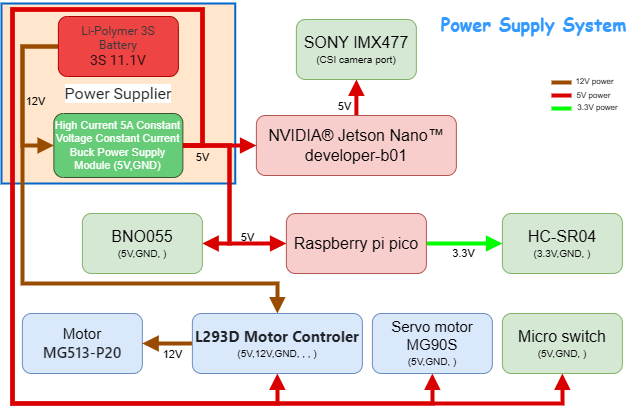 Power Supply System
Li-Polymer 3S
Battery
3S 11.1V
Power Supplier
12V
High Current 5A Constant
Voltage Constant Current
Buck Power Supply
Module (5V,GND)
5V
SONY IMX477
(CSI camera port)
5V
NVIDIA® Jetson Nano™
developer-b01
12V power
5V power
3.3V power
BNO055
(5V,GND, )
5V
Raspberry pi pico
3.3V
HC-SR04
(3.3V,GND, )
Motor
MG513-P20
12V
L293D Motor Controler
(5V,12V,GND, , , )
Servo motor
MG90S
(5V,GND, )
Micro switch
(5V,GND, )